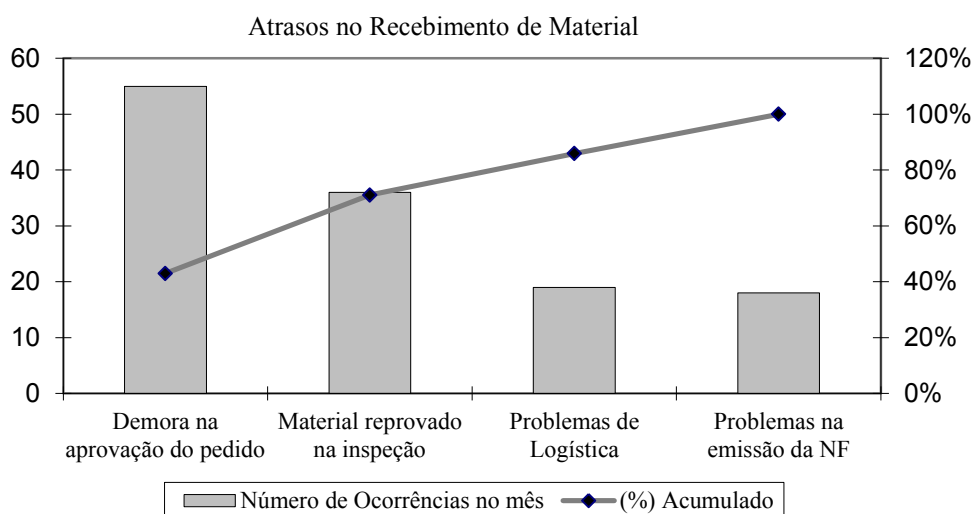 Atrasos no Recebimento de Material
60
50
40
30
20
10
0
120%
100%
80%
60%
40%
20%
0%
Demora na
aprovação do pedido
Material reprovado
na inspeção
Problemas de
Logística
Problemas na
emissão da NF
Número de Ocorrências no mês
(%) Acumulado